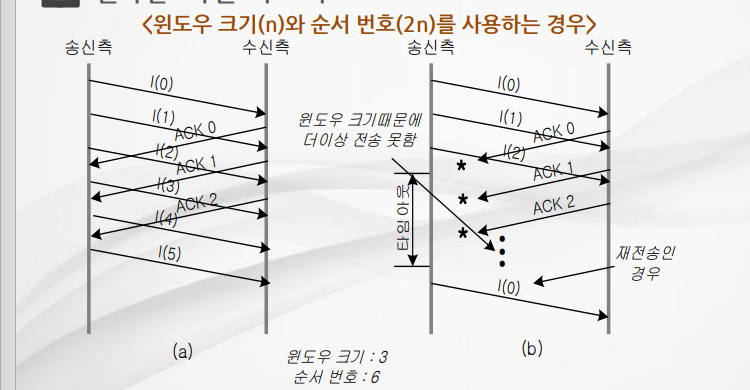 <윈도우 크기(n)와 순서 번호(2n)를 사용하는 경우>
송신측 수신측 송신측 수신측
I(0)
I(1)
ACK 0
I(2)
ACK 1
I(3)
ACK 2
I(4)
I(5)
(a)
윈도우 크기때문에
더이상 전송 못함
I(0)
I(1)
ACK 0
I(2)
*
ACK 1
*
ACK 2
*
타임아웃
재전송인
경우
I(0)
(b)
윈도우 크기 : 3
순서 번호 : 6